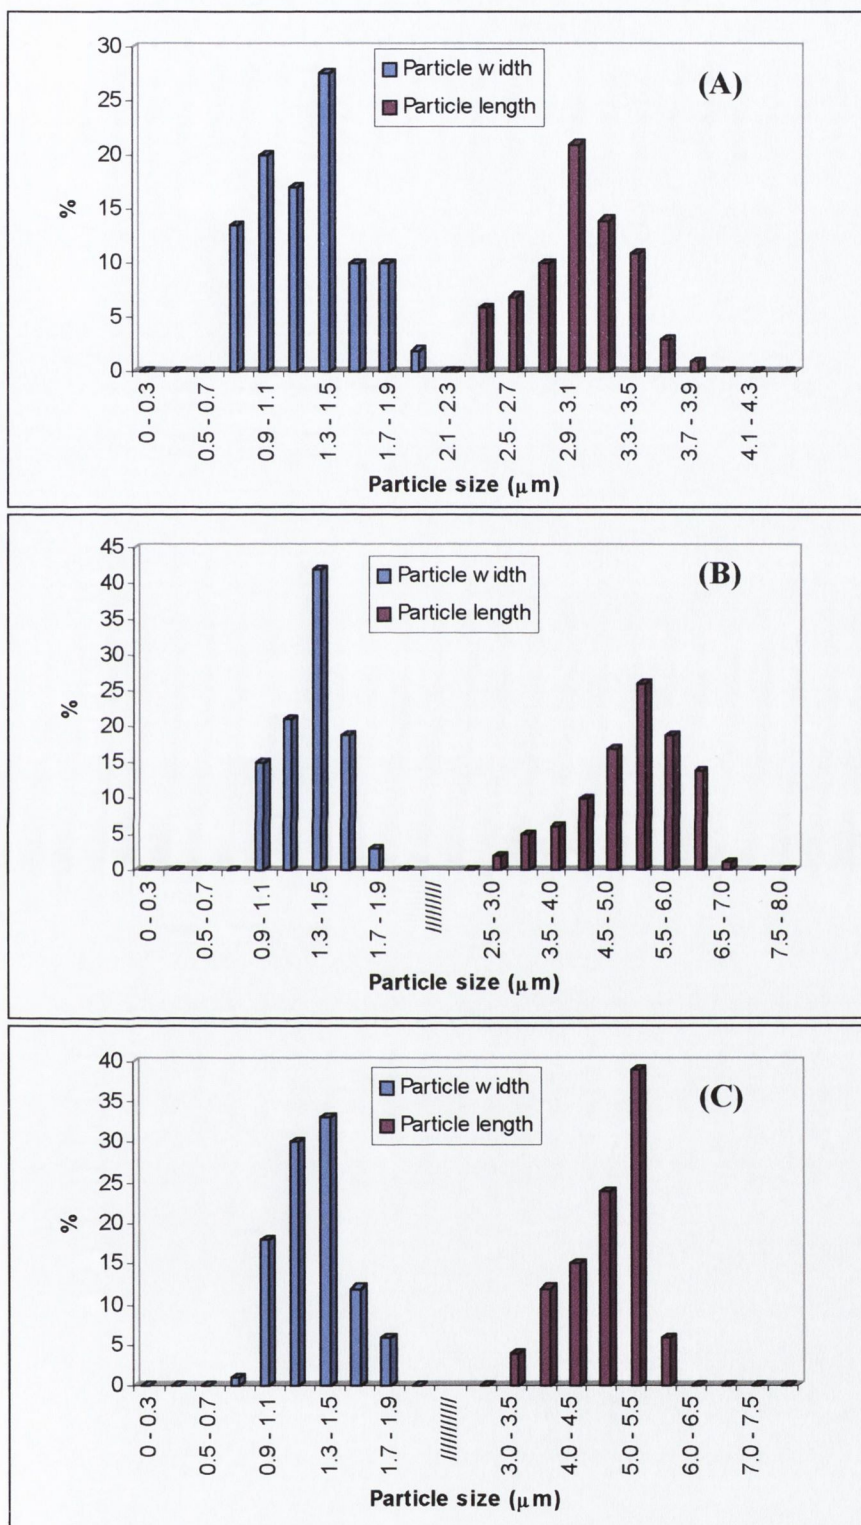 30
25
20
15
10
5
0
%
Particle width
Particle length
(A)
0 - 0.3
0.5 - 0.7
0.9 - 1.1
1.3 - 1.5
1.7 - 1.9
2.1 - 2.3
2.5 - 2.7
2.9 - 3.1
3.3 - 3.5
3.7 - 3.9
4.1 - 4.3
Particle size (μm)
45
40
35
30
25
20
15
10
5
0
%
Particle width
Particle length
(B)
0 - 0.3
0.5 - 0.7
0.9 - 1.1
1.3 - 1.5
1.7 - 1.9
//////////
2.5 - 3.0
3.5 - 4.0
4.5 - 5.0
5.5 - 6.0
6.5 - 7.0
7.5 - 8.0
Particle size (μm)
40
35
30
25
20
15
10
5
0
%
Particle width
Particle length
(C)
0 - 0.3
0.5 - 0.7
0.9 - 1.1
1.3 - 1.5
1.7 - 1.9
///////////
3.0 - 3.5
4.0 - 4.5
5.0 - 5.5
6.0 - 6.5
7.0 - 7.5
Particle size (μm)